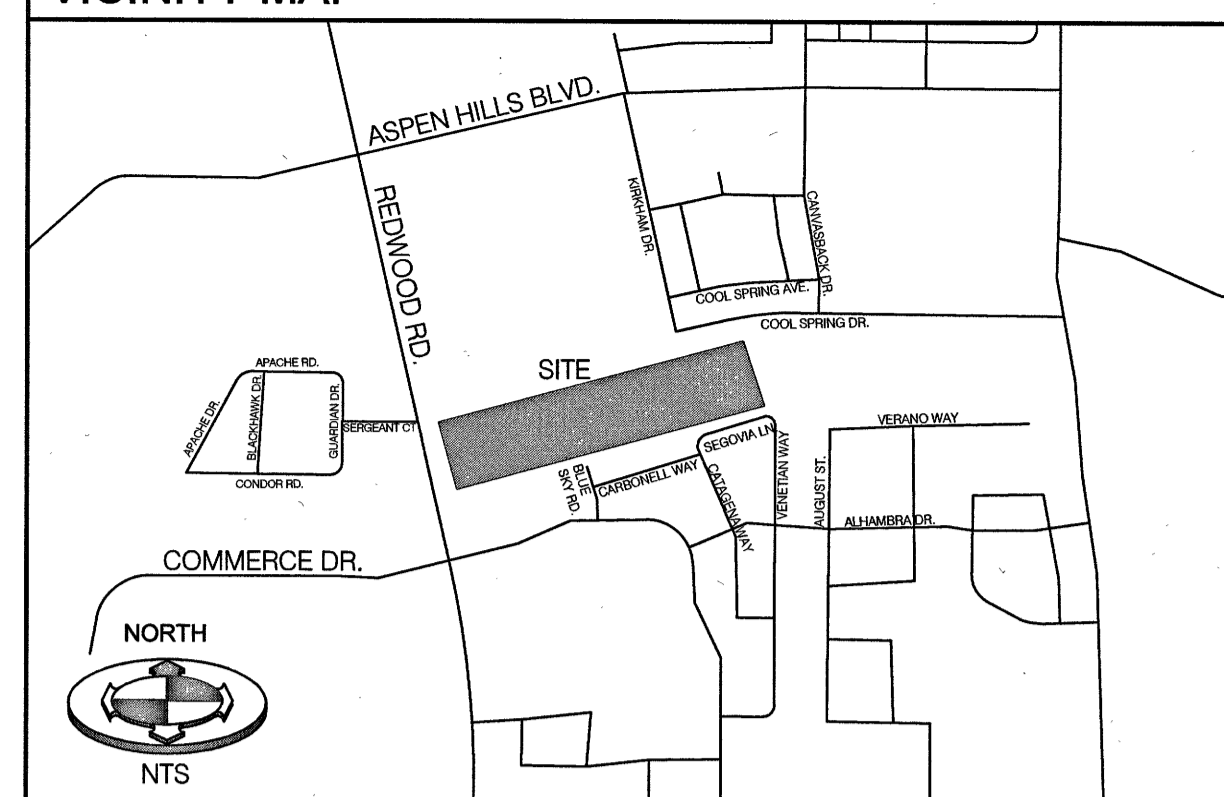 ASPEN HILLS BLVD.
REDWOOD RD.
KIRKHAM DR.
CANVASBACK DR.
COOL SPRING AVE.
COOL SPRING DR.
SITE
APACHE RD.
APACHE DR.
BLACKHAWK DR.
GUARDIAN DR.
SERGEANT CT
CONDOR RD.
VERANO WAY
SEGOVIA LN
CARBONELL WAY
BLUE
SKY RD.
CATAGENA WAY
VENETIAN WAY
AUGUST ST.
ALHAMBRA DR.
COMMERCE DR.
NORTH
NTS